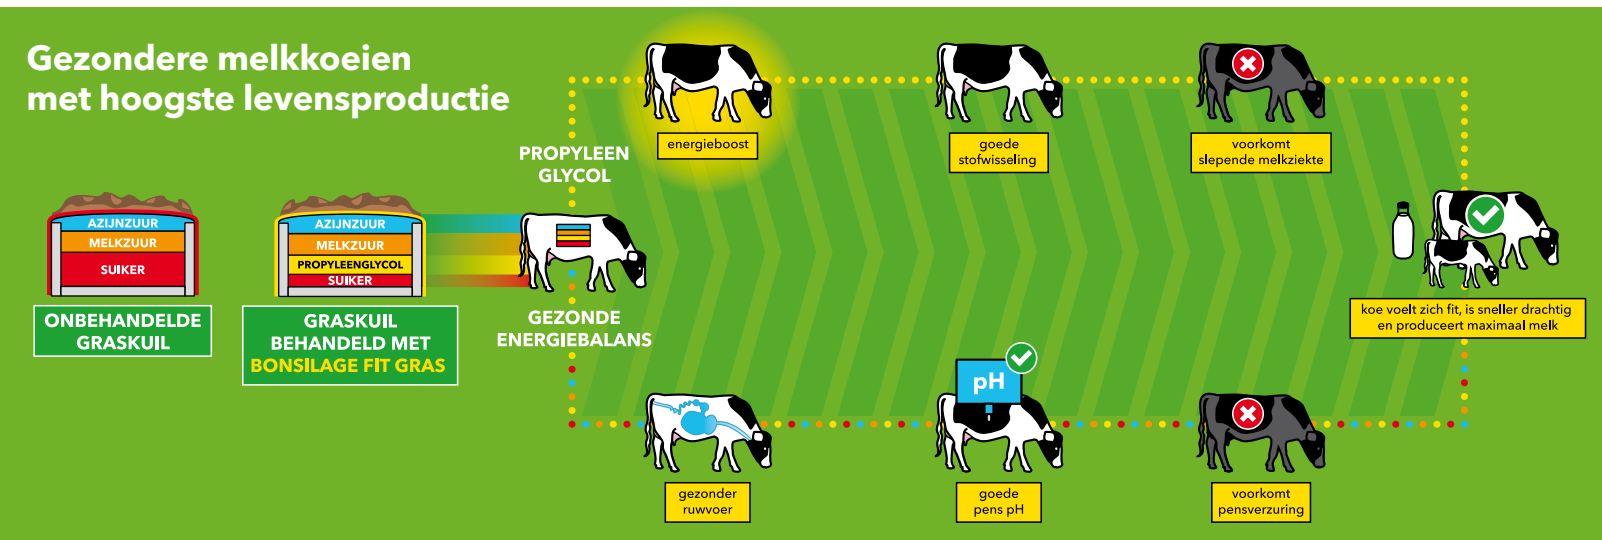 Gezondere melkkoeien
met hoogste levensproductie
AZIJNZUUR
MELKZUUR
SUIKER
ONBEHANDELDE
GRASKUIL
AZIJNZUUR
MELKZUUR
PROPYLEENGLYCOL
SUIKER
GRASKUIL
BEHANDELD MET
BONSILAGE FIT GRAS
PROPYLEEN
GLYCOL
GEZONDE
ENERGIEBALANS
energieboost
goede
stofwisseling
voorkomt
slepende melkziekte
gezonder
ruwvoer
pH
goede
pens pH
voorkomt
pensverzuring
koe voelt zich fit, is sneller drachtig
en produceert maximaal melk